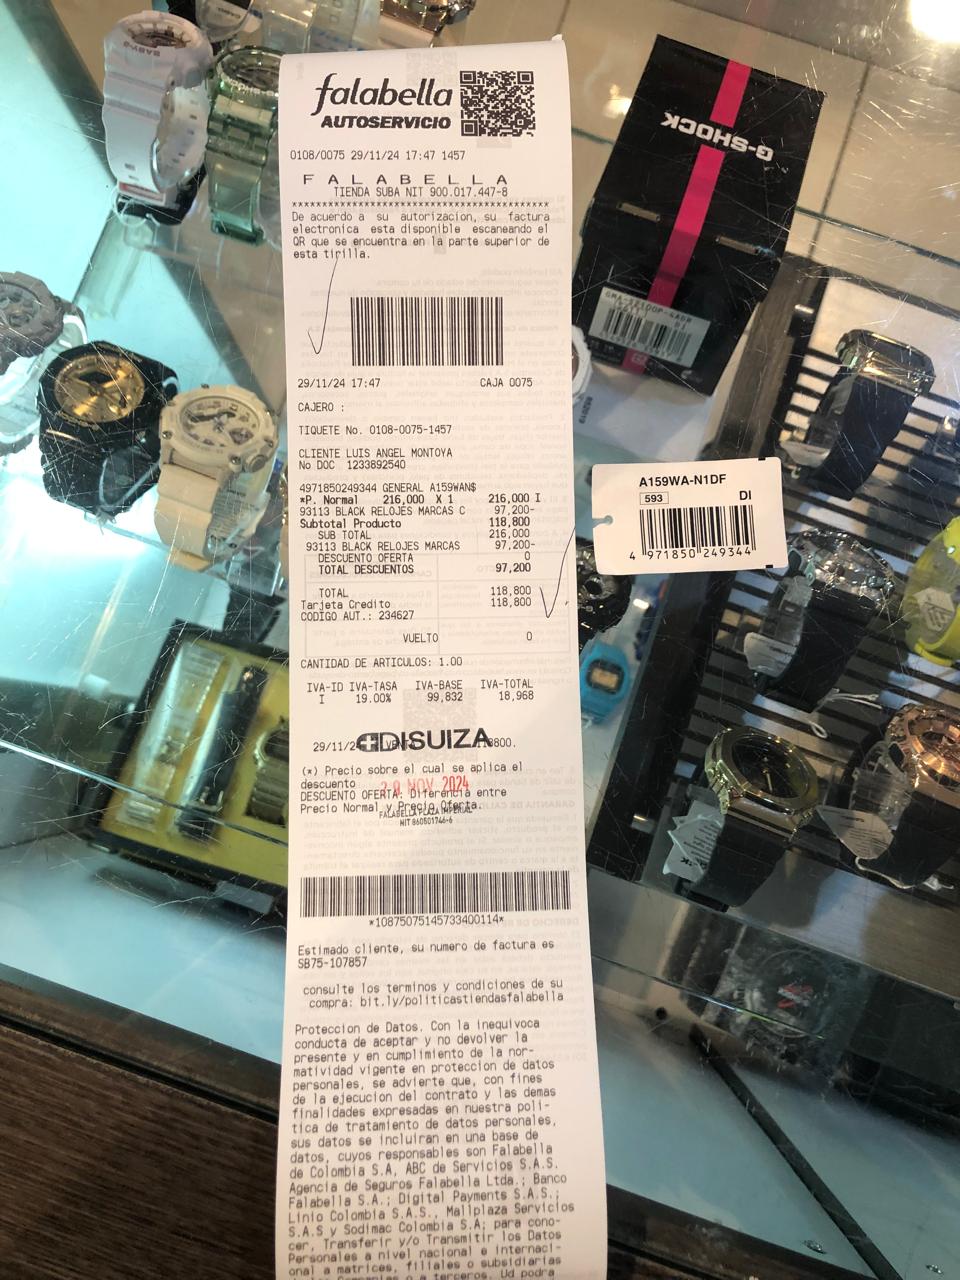 falabella
AUTOSERVICIO
0108/0075 29/11/24 17:47 1457
FALABELLA
TIENDA SUBA NIT 900.017.447-8
**************************************************
De acuerdo a su autorizacion, su factura
electronica esta disponible escaneando el
QR que se encuentra en la parte superior de
esta tirilla.
29/11/24 17:47 CAJA 0075
CAJERO :
TIQUETE No. 0108-0075-1457
CLIENTE LUIS ANGEL MONTOYA
No DOC 1233892540
4971850249344 GENERAL A159WAN$
*P. Normal 216,000 X 1 216,000 I
93113 BLACK RELOJES MARCAS C 97,200-
Subtotal Producto 118,800
SUB TOTAL 216,000
93113 BLACK RELOJES MARCAS 97,200-
DESCUENTO OFERTA 0
TOTAL DESCUENTOS 97,200
TOTAL 118,800
Tarjeta Credito 118,800
CODIGO AUT.: 234627
VUELTO 0
CANTIDAD DE ARTICULOS: 1.00
IVA-ID IVA-TASA IVA-BASE IVA-TOTAL
I 19.00% 99,832 18,968
DISUIZA
(*) Precio sobre el cual se aplica el
descuento
NOV 2024
DESCUENTO OFERTA: Diferencia entre
Precio Normal y Precio Oferta.
FALABELLA PLAZA IMPERIAL
NIT 860501746-6
*10875075145733400114*
Estimado cliente, su numero de factura es
SB75-107857
consulte los terminos y condiciones de su
compra: bit.ly/politicastiendasfalabella
Proteccion de Datos. Con la inequivoca
conducta de aceptar y no devolver la
presente y en cumplimiento de la nor-
matividad vigente en proteccion de datos
personales, se advierte que, con fines
de la ejecucion del contrato y las demas
finalidades expresadas en nuestra poli-
tica de tratamiento de datos personales,
sus datos se incluiran en una base de
datos, cuyos responsables son Falabella
de Colombia S.A, ABC de Servicios S.A.S.
Agencia de Seguros Falabella Ltda.; Banco
Falabella S.A.; Digital Payments S.A.S.;
Linio Colombia S.A.S., Mallplaza Servicios
S.A.S y Sodimac Colombia S.A; para cono-
cer, Transferir y/o Transmitir los Datos
Personales a nivel nacional e internaci-
onal a matrices, filiales o subsidiarias
o a terceros. Ud podra
A159WA-N1DF
593 DI
4 971850 249344
G-SHOCK
BABY-G